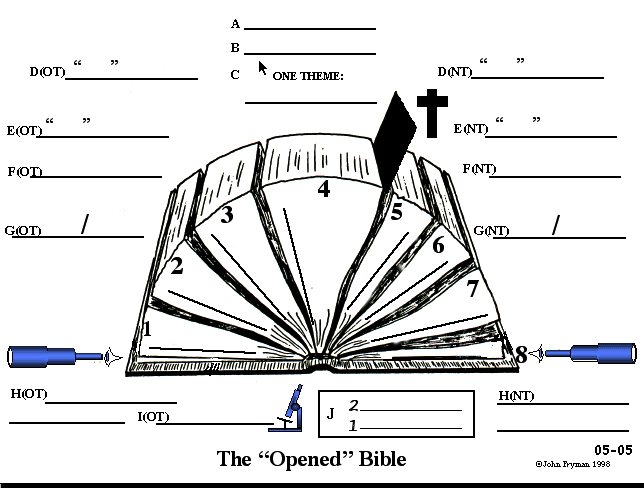 A
B
C ONE THEME:
D(OT) “ ”
D(NT) “ ”
E(OT) “ ”
E(NT) “ ”
F(OT)
F(NT)
G(OT) /
G(NT) /
1
2
3
4
5
6
7
8
H(OT)
H(NT)
I(OT)
J 2
1
The “Opened” Bible
05-05
©John Fryman 1998